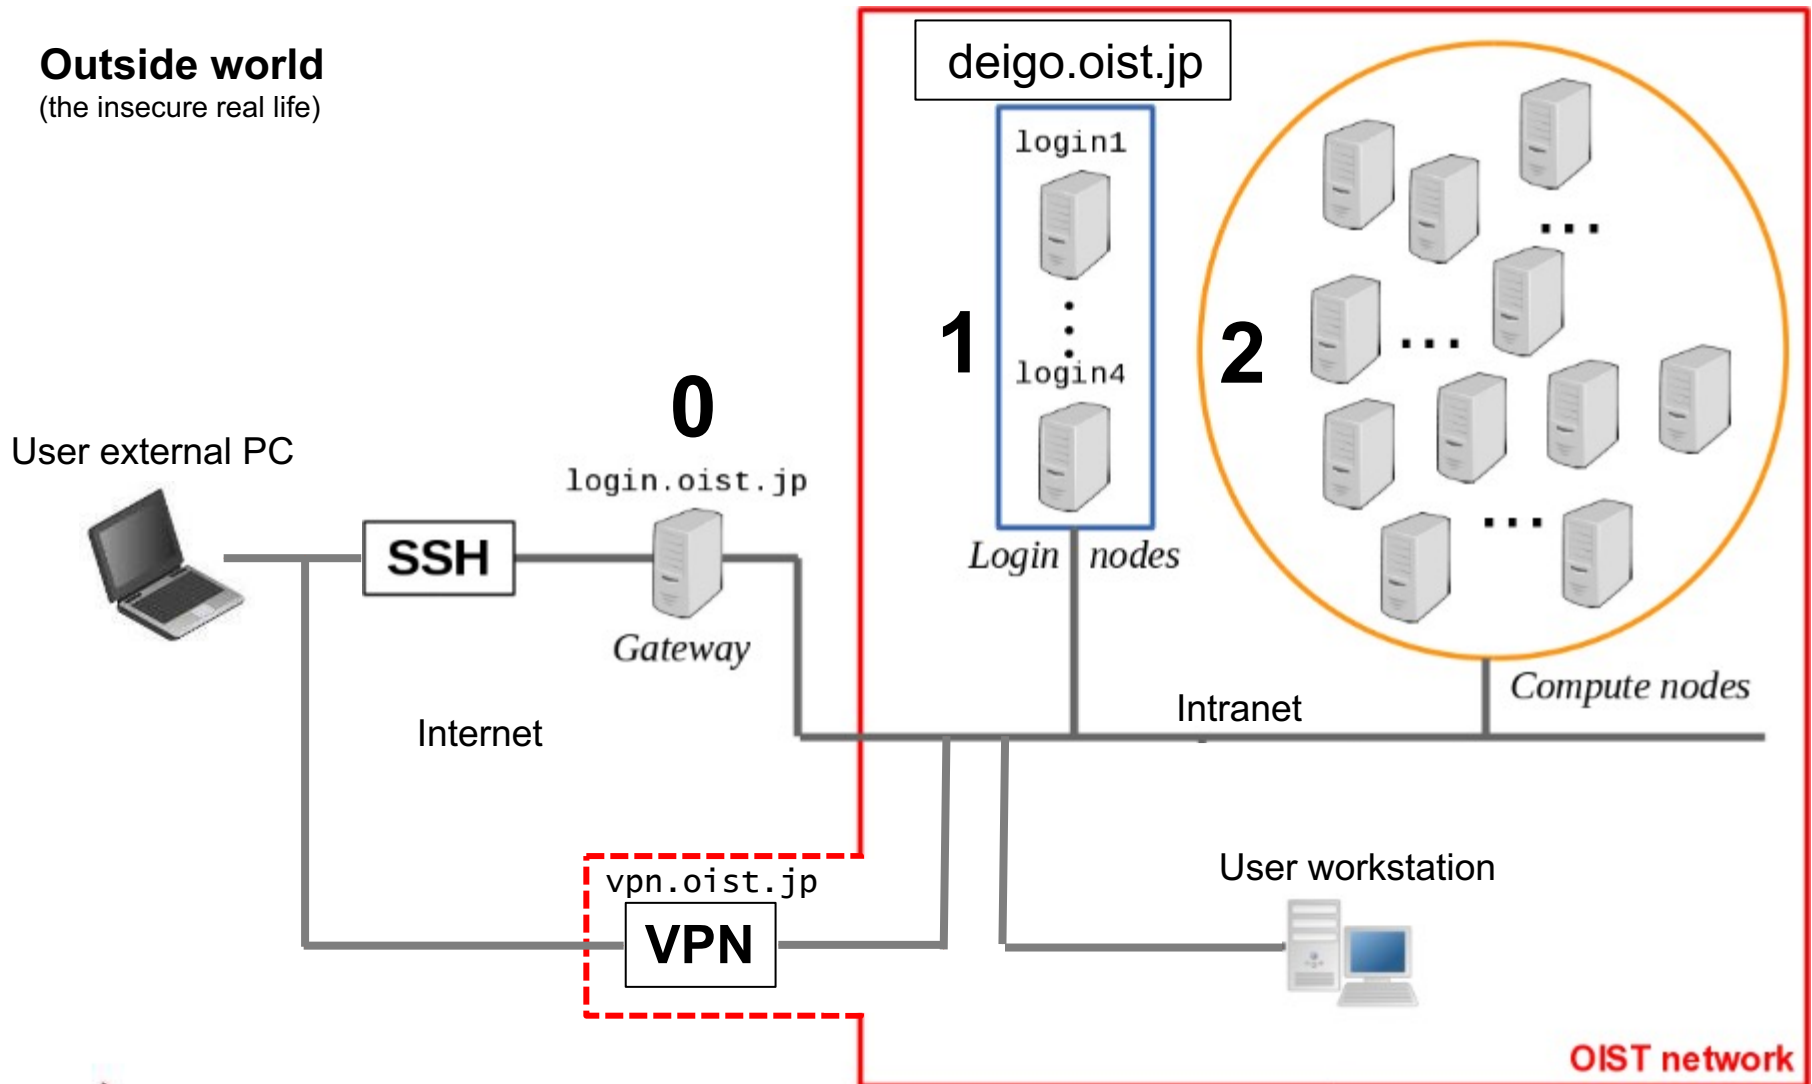 Outside world
(the insecure real life)
deigo.oist.jp
login1
login4
1
2
0
User external PC
login.oist.jp
SSH
Gateway
Login nodes
Compute nodes
Intranet
Internet
vpn.oist.jp
VPN
User workstation
OIST network